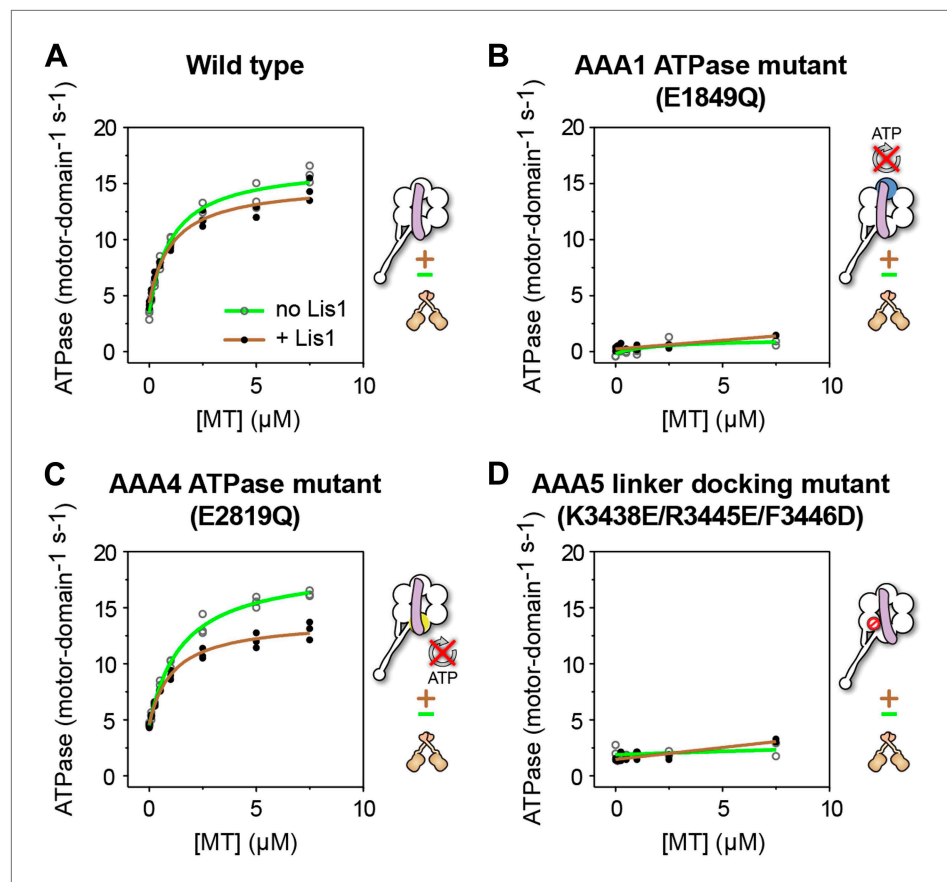 A
Wild type
ATPase (motor-domain-1 s-1)
20
15
10
5
0
no Lis1
+ Lis1
0
5
10
[MT] (µM)
B
AAA1 ATPase mutant
(E1849Q)
ATPase (motor-domain-1 s-1)
20
15
10
5
0
0
5
10
[MT] (µM)
ATP
C
AAA4 ATPase mutant
(E2819Q)
ATPase (motor-domain-1 s-1)
20
15
10
5
0
0
5
10
[MT] (µM)
ATP
D
AAA5 linker docking mutant
(K3438E/R3445E/F3446D)
ATPase (motor-domain-1 s-1)
20
15
10
5
0
0
5
10
[MT] (µM)